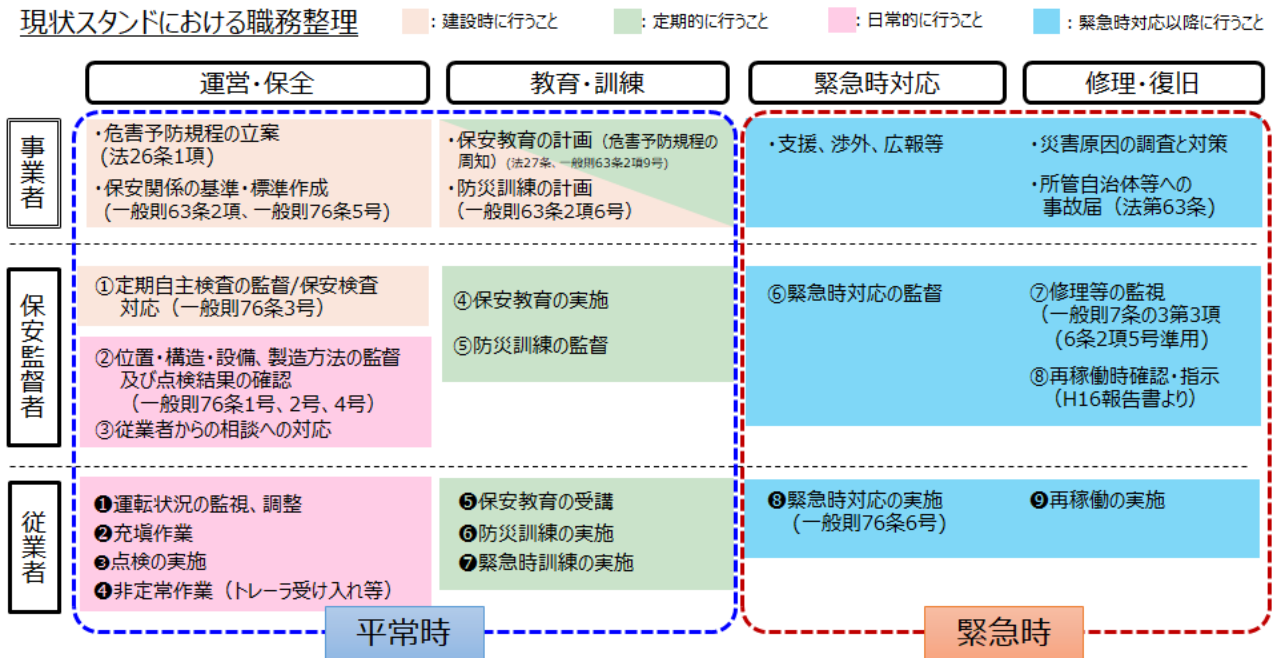 現状スタンドにおける職務整理
：建設時に行うこと
：定期的に行うこと
：日常的に行うこと
：緊急時対応以降に行うこと
運営・保全
教育・訓練
緊急時対応
修理・復旧
事業者
・危害予防規程の立案
(法26条1項)
・保安関係の基準・標準作成
(一般則63条2項、一般則76条5号)
・保安教育の計画（危害予防規程の
周知）(法27条、一般則63条2項9号)
・防災訓練の計画
（一般則63条2項6号）
・支援、渉外、広報等
・災害原因の調査と対策
・所管自治体等への
事故届（法第63条）
保安監督者
①定期自主検査の監督/保安検査
対応（一般則76条3号）
②位置・構造・設備、製造方法の監督
及び点検結果の確認
（一般則76条1号、2号、4号）
③従業者からの相談への対応
④保安教育の実施
⑤防災訓練の監督
⑥緊急時対応の監督
⑦修理等の監視
（一般則7条の3第3項
(6条2項5号準用)
⑧再稼働時確認・指示
（H16報告書より）
従業者
❶運転状況の監視、調整
❷充塡作業
❸点検の実施
❹非定常作業（トレーラ受け入れ等）
❺保安教育の受講
❻防災訓練の実施
❼緊急時訓練の実施
❽緊急時対応の実施
(一般則76条6号)
❾再稼働の実施
平常時
緊急時